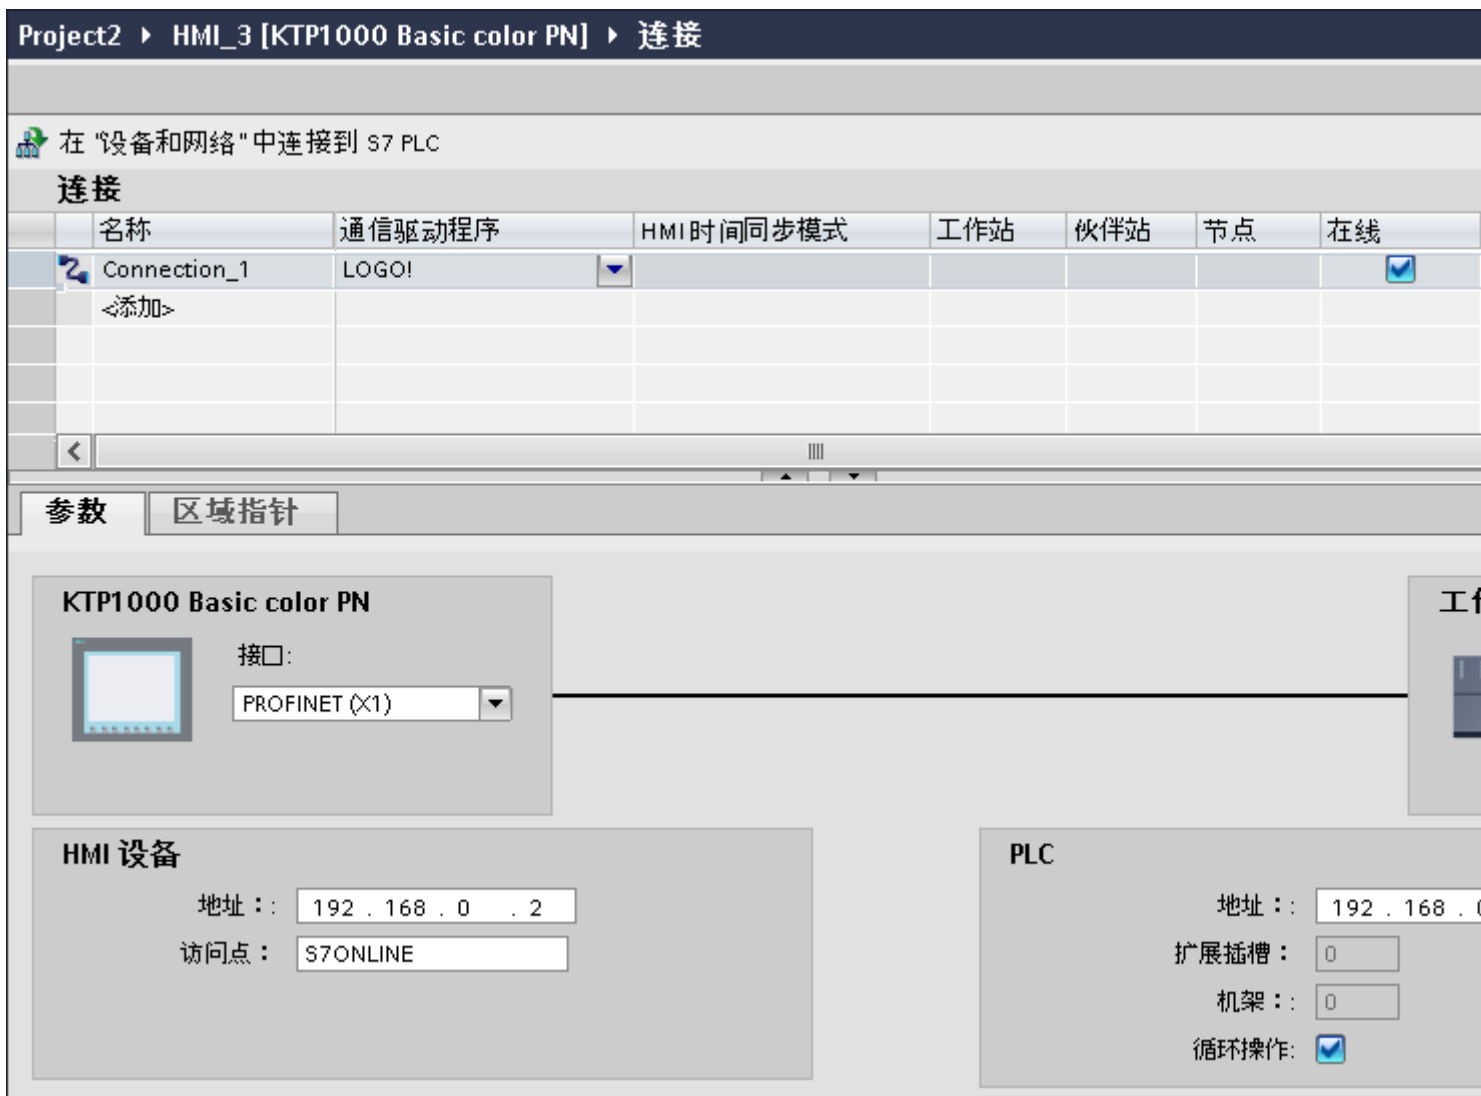 Project2 ▸ HMI_3 [KTP1000 Basic color PN] ▸ 连接
在 "设备和网络" 中连接到 S7 PLC
连接
名称 通信驱动程序 HMI时间同步模式 工作站 伙伴站 节点 在线
Connection_1 LOGO!
<添加>
参数 区域指针
KTP1000 Basic color PN
接口:
PROFINET (X1)
HMI 设备
地址：: 192 . 168 . 0 . 2
访问点： S7ONLINE
PLC
地址：: 192 . 168 .
扩展插槽： 0
机架：: 0
循环操作: